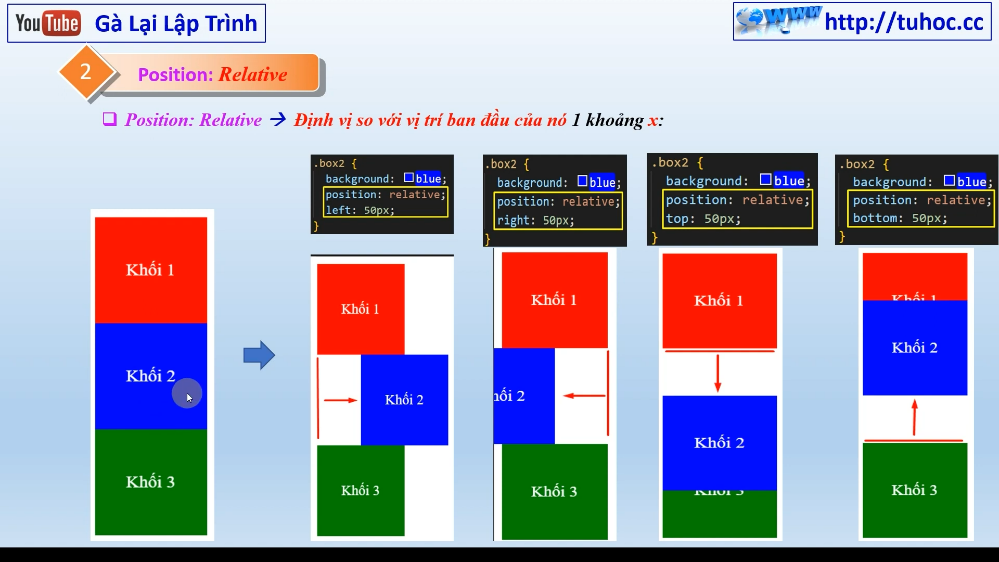 YouTube Gà Lại Lập Trình
WWW http://tuhoc.cc
2 Position: Relative
Position: Relative → Định vị so với vị trí ban đầu của nó 1 khoảng x:
.box2 {
background: blue;
position: relative;
left: 50px;
}
.box2 {
background: blue;
position: relative;
right: 50px;
}
.box2 {
background: blue;
position: relative;
top: 50px;
}
.box2 {
background: blue;
position: relative;
bottom: 50px;
}
Khối 1
Khối 2
Khối 3
Khối 1
Khối 2
Khối 3
Khối 1
hối 2
Khối 3
Khối 1
Khối 2
Khối 3
Khối 1
Khối 2
Khối 3